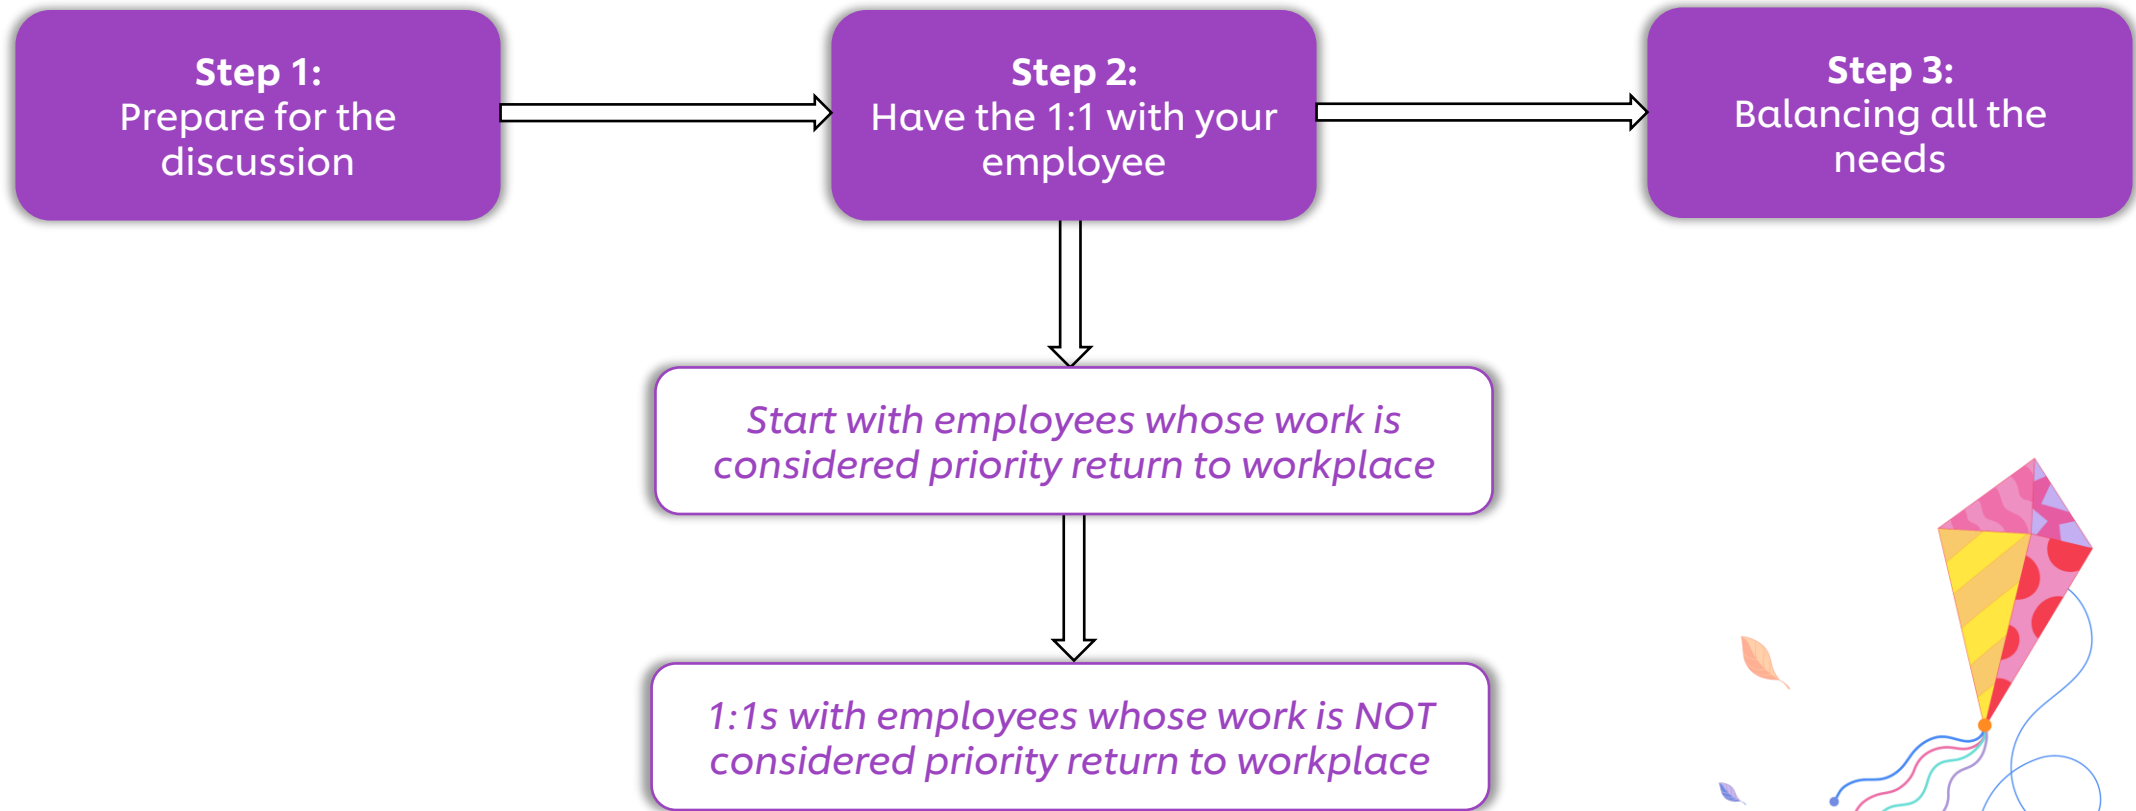 Step 1:
Prepare for the
discussion
Step 2:
Have the 1:1 with your
employee
Step 3:
Balancing all the
needs
Start with employees whose work is
considered priority return to workplace
1:1s with employees whose work is NOT
considered priority return to workplace